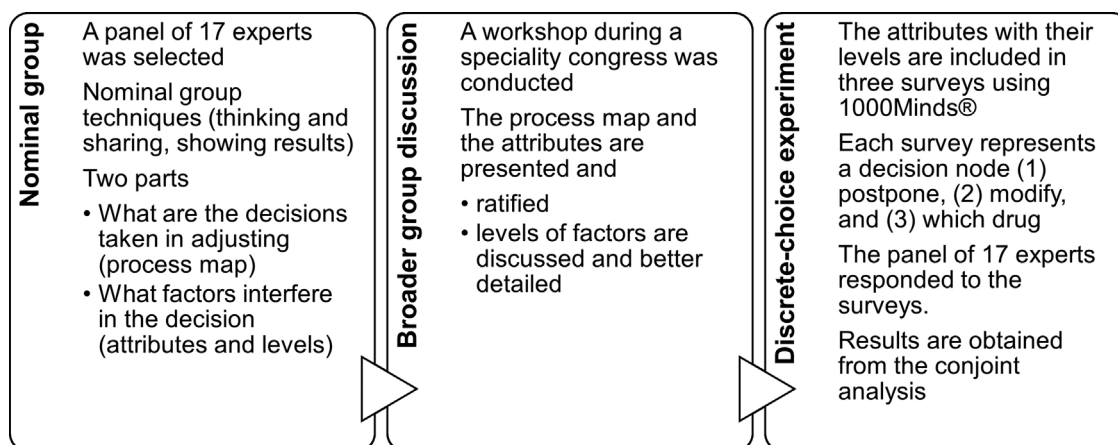 Nominal group
A panel of 17 experts
was selected
Nominal group
techniques (thinking and
sharing, showing results)
Two parts
• What are the decisions
taken in adjusting
(process map)
• What factors interfere
in the decision
(attributes and levels)
Broader group discussion
A workshop during a
speciality congress was
conducted
The process map and
the attributes are
presented and
• ratified
• levels of factors are
discussed and better
detailed
Discrete-choice experiment
The attributes with their
levels are included in
three surveys using
1000Minds®
Each survey represents
a decision node (1)
postpone, (2) modify,
and (3) which drug
The panel of 17 experts
responded to the
surveys.
Results are obtained
from the conjoint
analysis